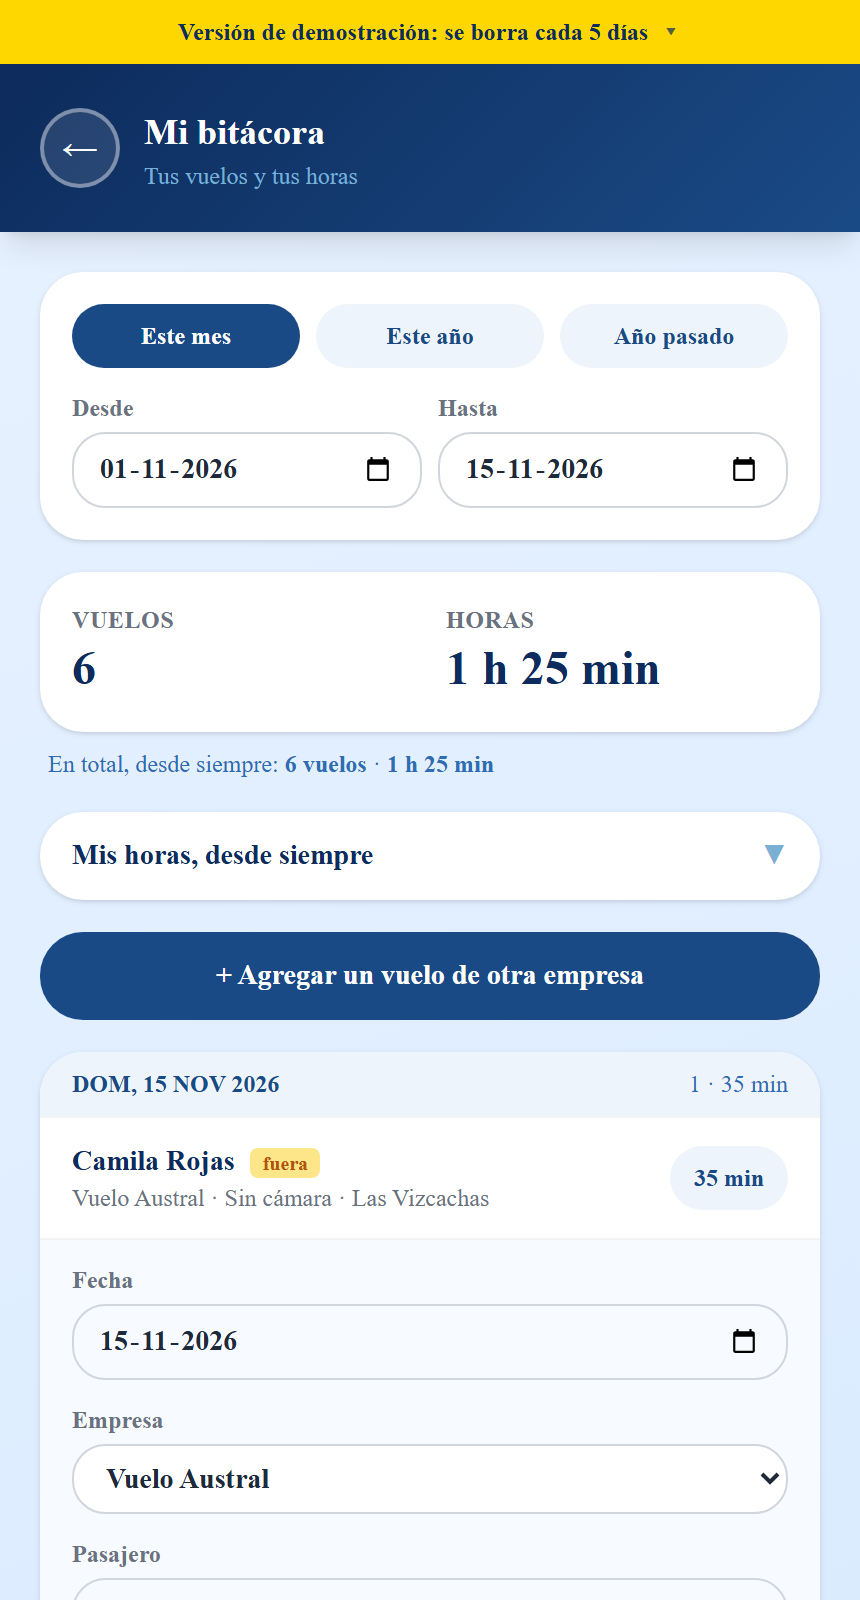 Versión de demostración: se borra cada 5 días ▼
←
Mi bitácora
Tus vuelos y tus horas
Este mes
Este año
Año pasado
Desde
Hasta
01-11-2026
15-11-2026
VUELOS
HORAS
6
1 h 25 min
En total, desde siempre: 6 vuelos · 1 h 25 min
Mis horas, desde siempre ▼
+ Agregar un vuelo de otra empresa
DOM, 15 NOV 2026
1 · 35 min
Camila Rojas fuera
Vuelo Austral · Sin cámara · Las Vizcachas
35 min
Fecha
15-11-2026
Empresa
Vuelo Austral
Pasajero